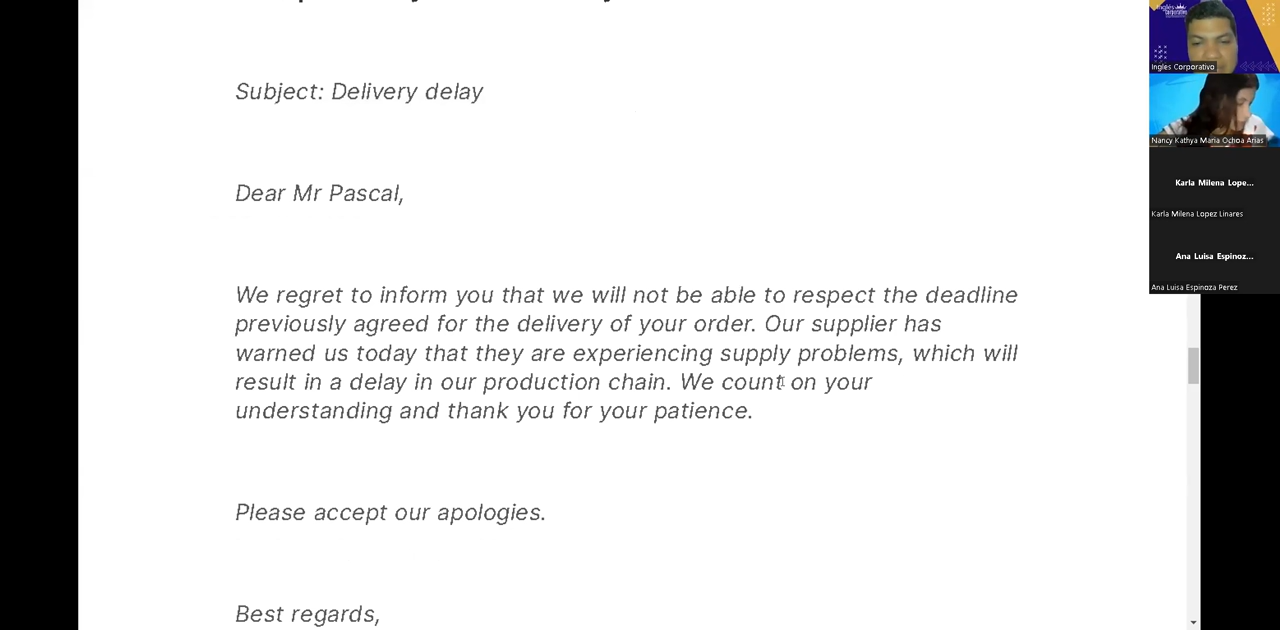 Subject: Delivery delay
Dear Mr Pascal,
We regret to inform you that we will not be able to respect the deadline
previously agreed for the delivery of your order. Our supplier has
warned us today that they are experiencing supply problems, which will
result in a delay in our production chain. We count on your
understanding and thank you for your patience.
Please accept our apologies.
Best regards,
Ingles Corporativo
Nancy Kathya Maria Ochoa Arias
Karla Milena Lope...
Karla Milena Lopez Linares
Ana Luisa Espinoz...
Ana Luisa Espinoza Perez